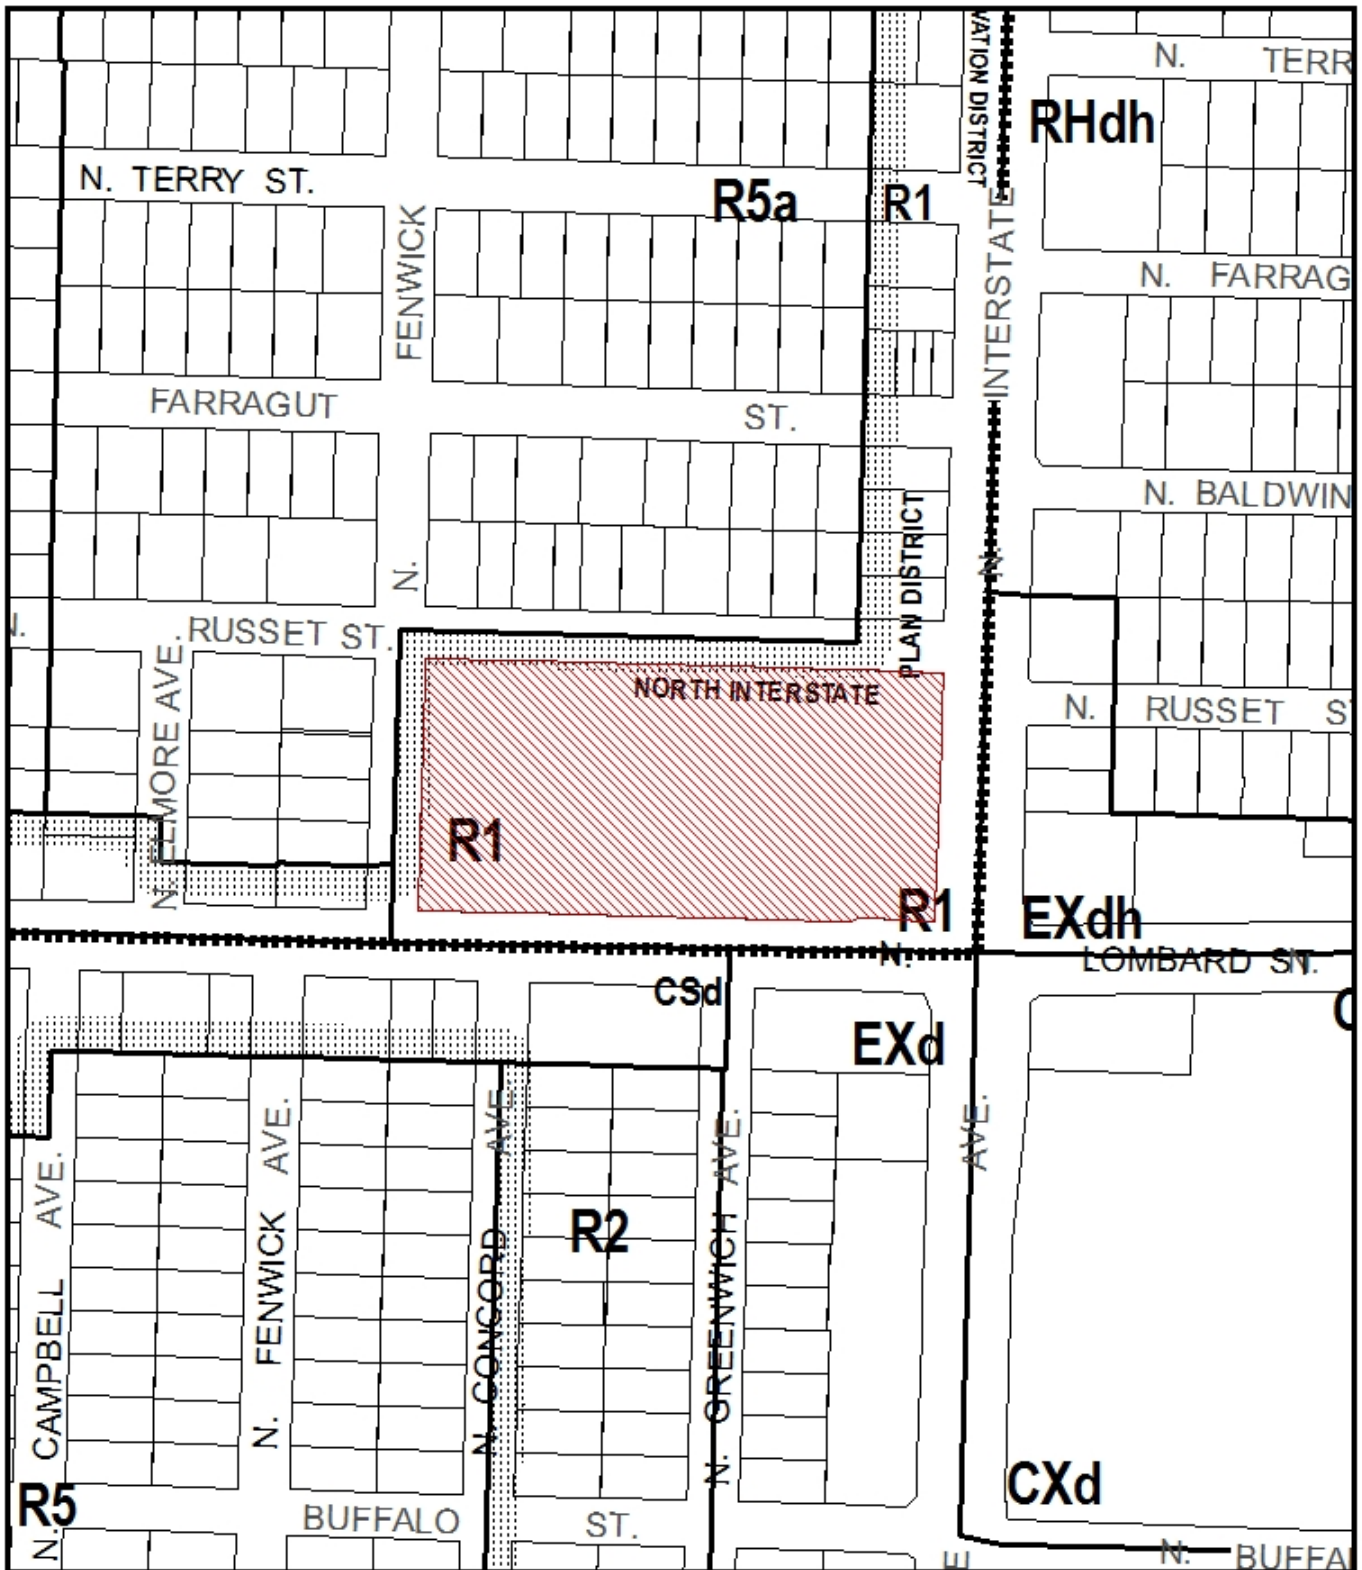 N. TERR
VATION DISTRICT
RHdh
N. TERRY ST.
R5a
R1
FENWICK
INTERSTATE
N. FARRAG
FARRAGUT
ST.
N. BALDWIN
PLAN DISTRICT
N.
N.
N.
RUSSET ST.
N. ELMORE AVE.
NORTH INTERSTATE
N. RUSSET S
R1
R1
EXdh
N.
LOMBARD ST.
N.
CSd
EXd
C
AVE.
AVE.
AVE.
AVE
AVE.
R2
CAMPBELL
N. FENWICK
N. CONCORD
N. GREENWICH
CXd
R5
BUFFALO
ST.
N.
E
N. BUFFA